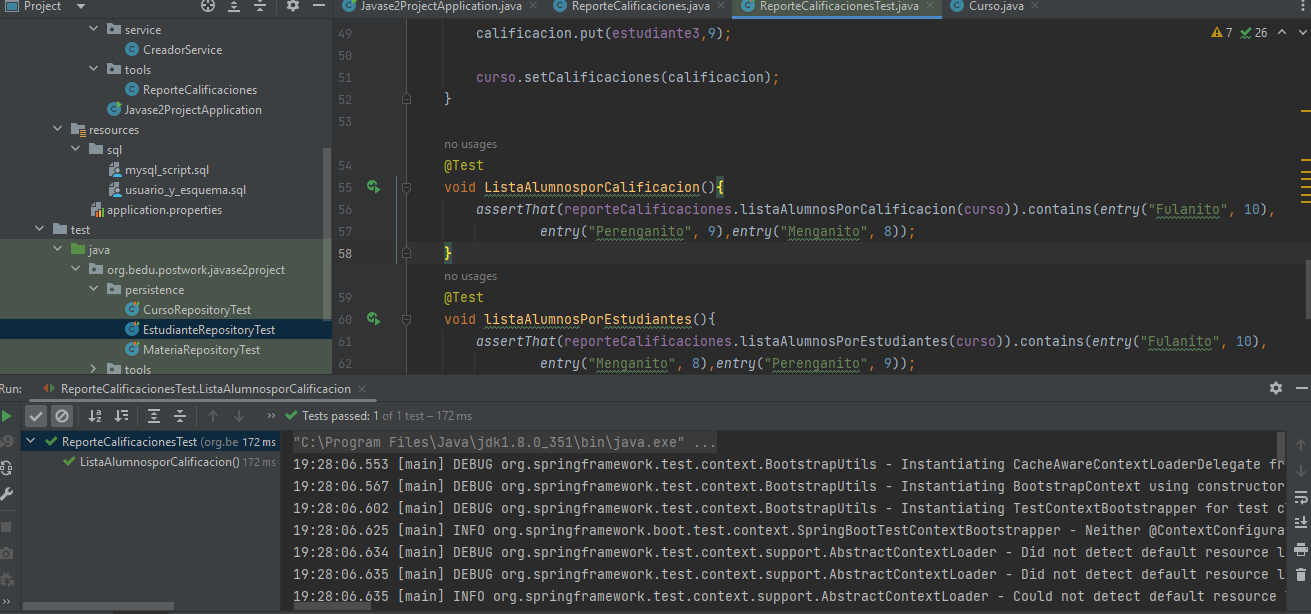 Project
Javase2ProjectApplication.java
ReporteCalificaciones.java
ReporteCalificacionesTest.java
Curso.java
service
CreadorService
tools
ReporteCalificaciones
Javase2ProjectApplication
resources
sql
mysql_script.sql
usuario_y_esquema.sql
application.properties
test
java
org.bedu.postwork.javase2project
persistence
CursoRepositoryTest
EstudianteRepositoryTest
MateriaRepositoryTest
tools
7 26
49 calificacion.put(estudiante3,9);
50
51 curso.setCalificaciones(calificacion);
52 }
53
no usages
54 @Test
55 void ListaAlumnosporCalificacion(){
56 assertThat(reporteCalificaciones.listaAlumnosPorCalificacion(curso)).contains(entry("Fulanito", 10),
57 entry("Perenganito", 9),entry("Menganito", 8));
58 }
no usages
59 @Test
60 void listaAlumnosPorEstudiantes(){
61 assertThat(reporteCalificaciones.listaAlumnosPorEstudiantes(curso)).contains(entry("Fulanito", 10),
62 entry("Menganito", 8),entry("Perenganito", 9));
Run: ReporteCalificacionesTest.ListaAlumnosporCalificacion
Tests passed: 1 of 1 test – 172 ms
ReporteCalificacionesTest (org.be 172 ms
ListaAlumnosporCalificacion() 172 ms
"C:\Program Files\Java\jdk1.8.0_351\bin\java.exe" ...
19:28:06.553 [main] DEBUG org.springframework.test.context.BootstrapUtils - Instantiating CacheAwareContextLoaderDelegate fr
19:28:06.567 [main] DEBUG org.springframework.test.context.BootstrapUtils - Instantiating BootstrapContext using constructor
19:28:06.602 [main] DEBUG org.springframework.test.context.BootstrapUtils - Instantiating TestContextBootstrapper for test c
19:28:06.625 [main] INFO org.springframework.boot.test.context.SpringBootTestContextBootstrapper - Neither @ContextConfigura
19:28:06.634 [main] DEBUG org.springframework.test.context.support.AbstractContextLoader - Did not detect default resource l
19:28:06.635 [main] DEBUG org.springframework.test.context.support.AbstractContextLoader - Did not detect default resource l
19:28:06.635 [main] INFO org.springframework.test.context.support.AbstractContextLoader - Could not detect default resource